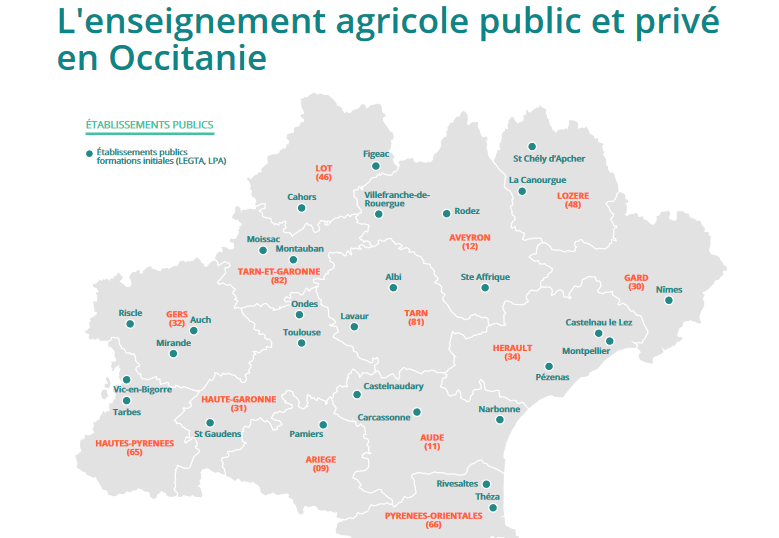 L'enseignement agricole public et privé
en Occitanie
ÉTABLISSEMENTS PUBLICS
Établissements publics
formations initiales (LEGTA, LPA)
Figeac
St Chély d'Apcher
LOT
(46)
La Canourgue
Cahors
Villefranche-de-
Rouergue
LOZERE
(48)
Rodez
Moissac
AVEYRON
(12)
Montauban
TARN-ET-GARONNE
(82)
Albi
Ste Affrique
GARD
(30)
Nîmes
Ondes
Riscle
GERS
(32)
Auch
Lavaur
TARN
(81)
Castelnau le Lez
Toulouse
Mirande
HERAULT
(34)
Montpellier
Pézenas
Vic-en-Bigorre
Castelnaudary
HAUTE-GARONNE
(31)
Tarbes
Carcassonne
Narbonne
St Gaudens
Pamiers
HAUTES-PYRENEES
(65)
AUDE
(11)
ARIEGE
(09)
Rivesaltes
Théza
PYRENEES-ORIENTALES
(66)